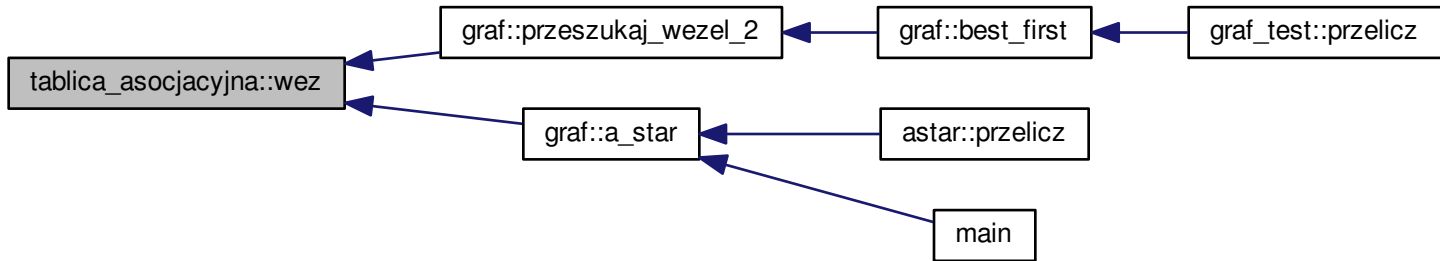 graf::przeszukaj_wezel_2
graf::best_first
graf_test::przelicz
tablica_asocjacyjna::wez
graf::a_star
astar::przelicz
main